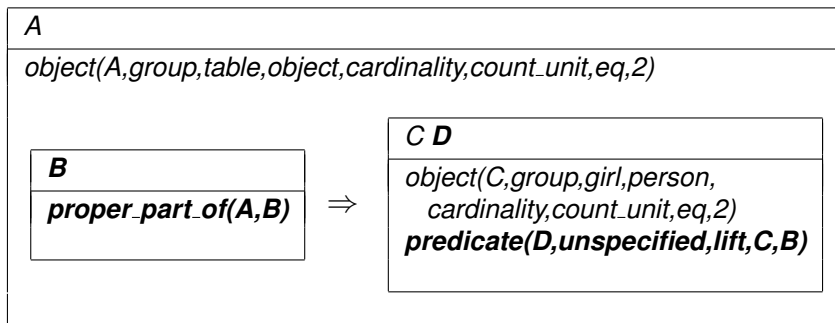 A
object(A,group,table,object,cardinality,count_unit,eq,2)
B
proper_part_of(A,B)
⇒
C D
object(C,group,girl,person,
cardinality,count_unit,eq,2)
predicate(D,unspecified,lift,C,B)